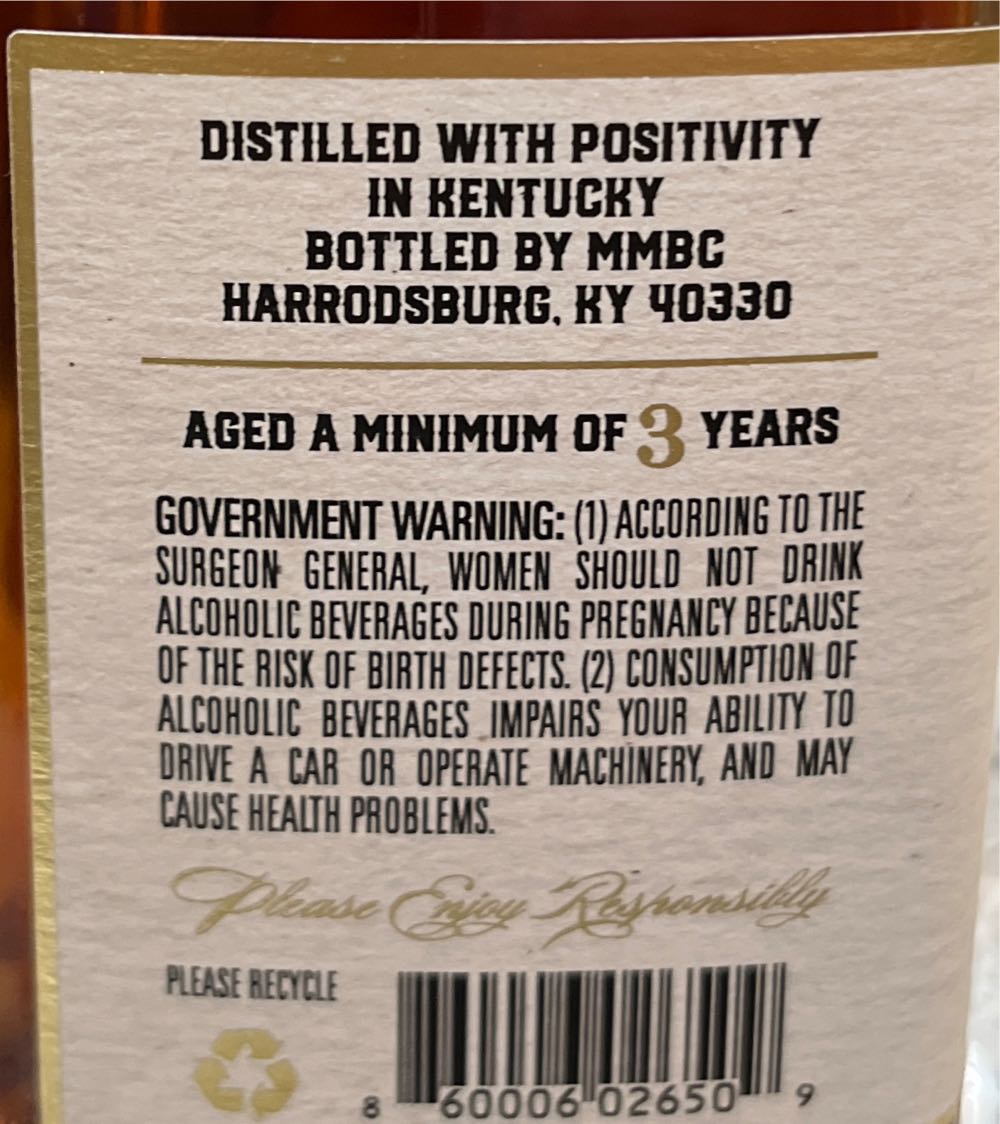 DISTILLED WITH POSITIVITY
IN KENTUCKY
BOTTLED BY MMBC
HARRODSBURG, KY 40330
AGED A MINIMUM OF 3 YEARS
GOVERNMENT WARNING: (1) ACCORDING TO THE
SURGEON GENERAL, WOMEN SHOULD NOT DRINK
ALCOHOLIC BEVERAGES DURING PREGNANCY BECAUSE
OF THE RISK OF BIRTH DEFECTS. (2) CONSUMPTION OF
ALCOHOLIC BEVERAGES IMPAIRS YOUR ABILITY TO
DRIVE A CAR OR OPERATE MACHINERY, AND MAY
CAUSE HEALTH PROBLEMS.
Please Enjoy Responsibly
PLEASE RECYCLE
8 60006 02650 9